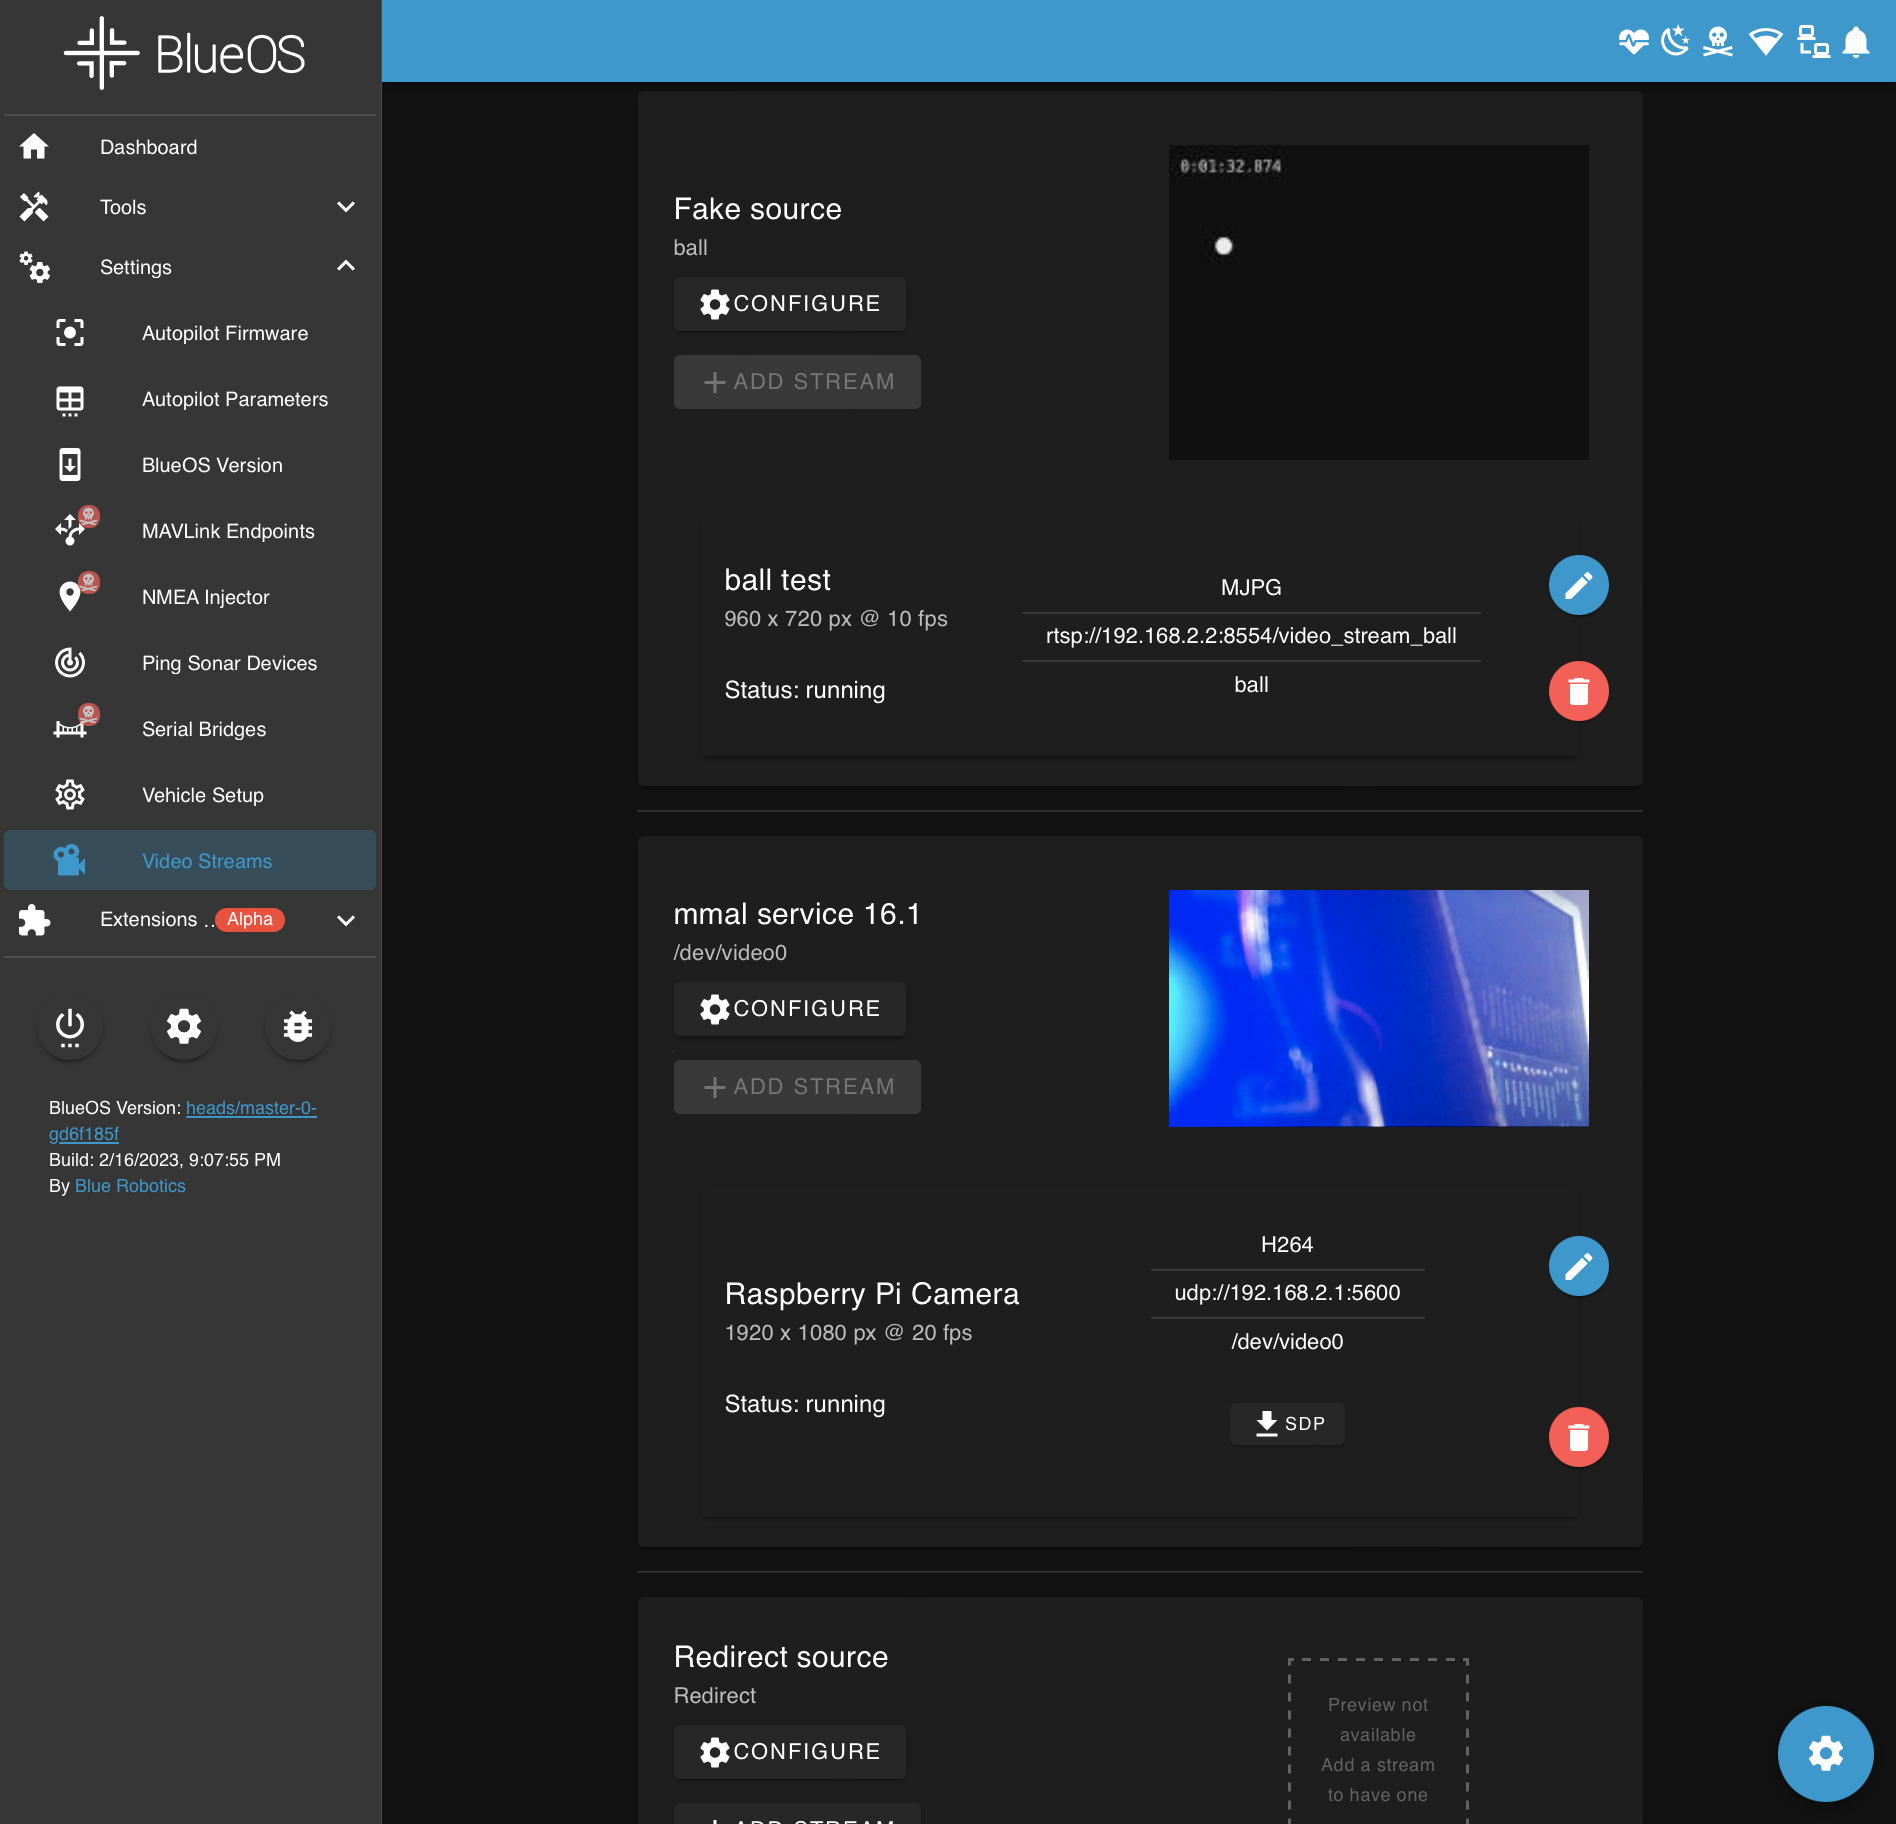 BlueOS
Dashboard
Tools
Settings
Autopilot Firmware
Autopilot Parameters
BlueOS Version
MAVLink Endpoints
NMEA Injector
Ping Sonar Devices
Serial Bridges
Vehicle Setup
Video Streams
Extensions .. Alpha
BlueOS Version: heads/master-0-
gd6f185f
Build: 2/16/2023, 9:07:55 PM
By Blue Robotics
0:01:32.874
Fake source
ball
CONFIGURE
ADD STREAM
ball test
960 x 720 px @ 10 fps
Status: running
MJPG
rtsp://192.168.2.2:8554/video_stream_ball
ball
mmal service 16.1
/dev/video0
CONFIGURE
ADD STREAM
Raspberry Pi Camera
1920 x 1080 px @ 20 fps
Status: running
H264
udp://192.168.2.1:5600
/dev/video0
SDP
Redirect source
Redirect
CONFIGURE
ADD STREAM
Preview not
available
Add a stream
to have one